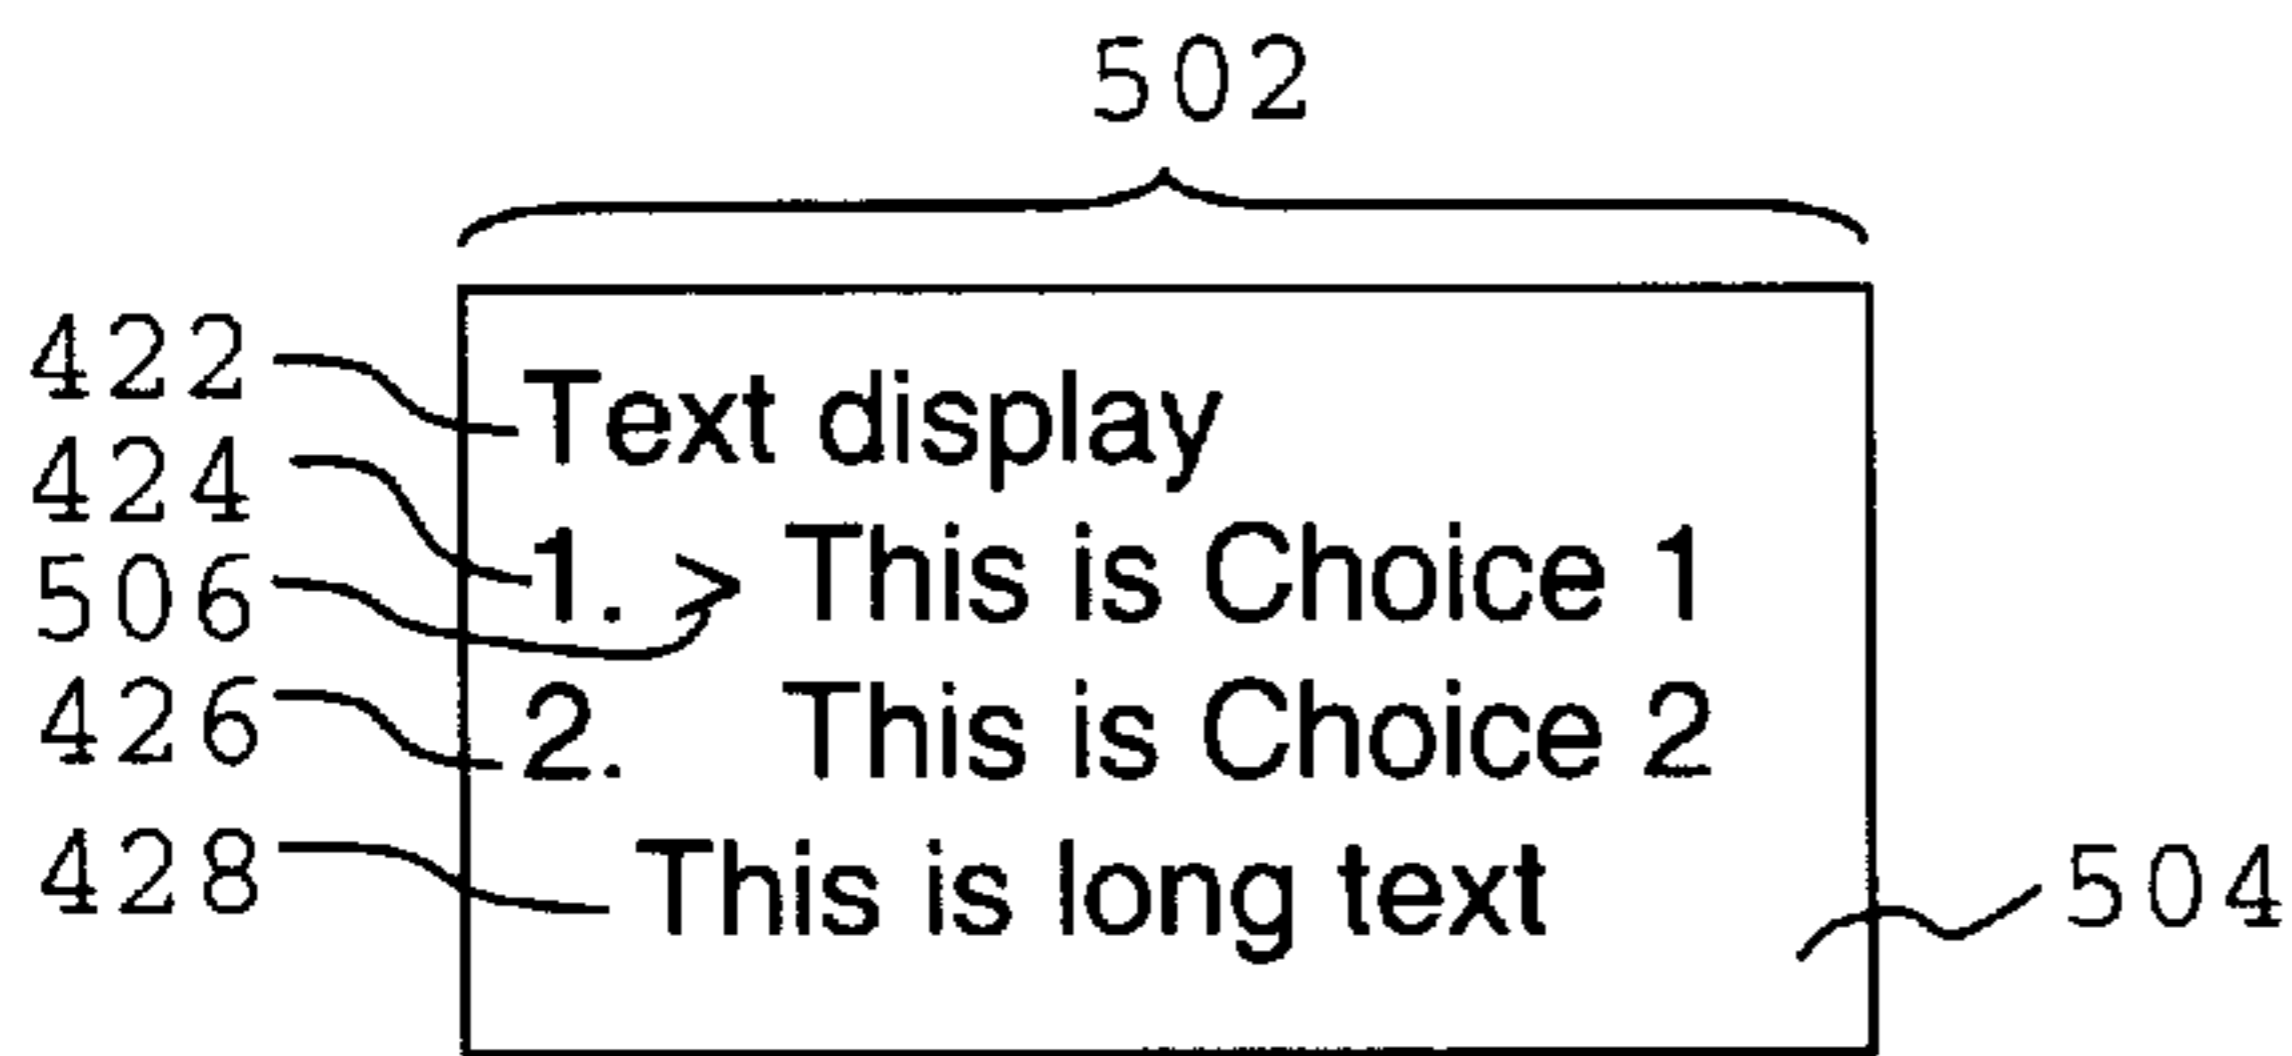 502
422 Text display
424 1. > This is Choice 1
506
426 2. This is Choice 2
428 This is long text
504